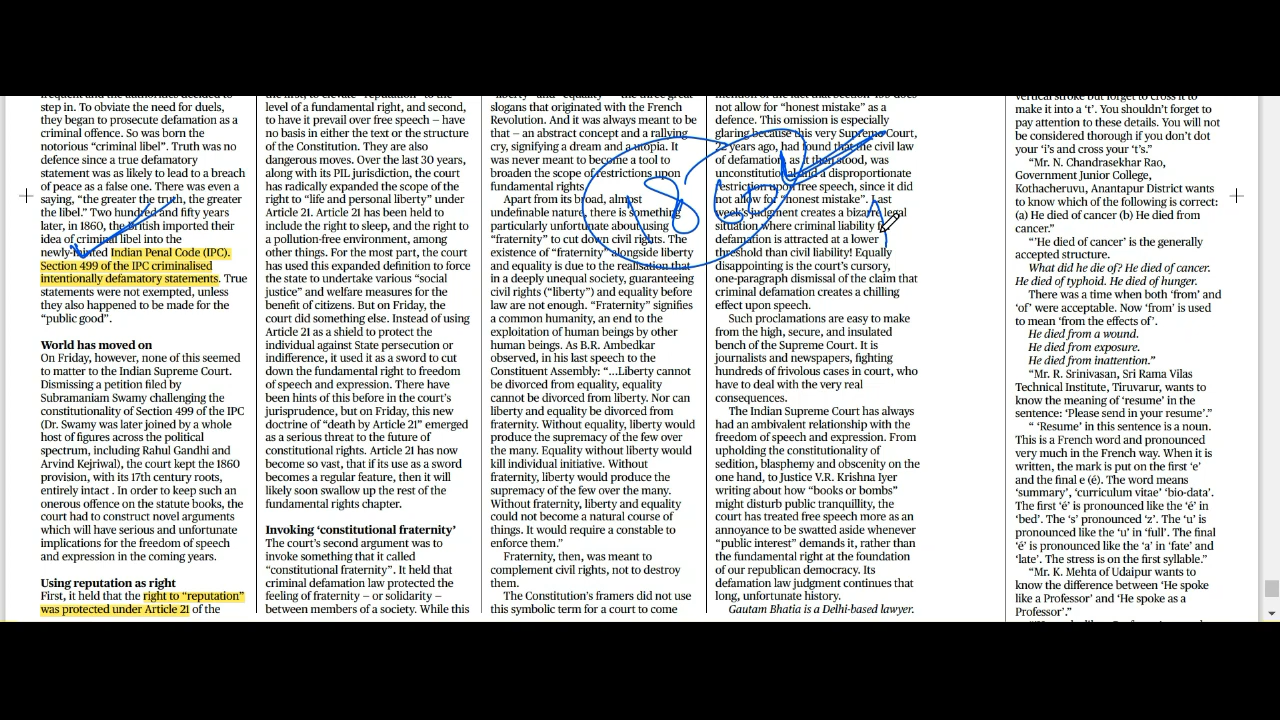 frequent and the authorities decided to
step in. To obviate the need for duels,
they began to prosecute defamation as a
criminal offence. So was born the
notorious “criminal libel”. Truth was no
defence since a true defamatory
statement was as likely to lead to a breach
of peace as a false one. There was even a
saying, “the greater the truth, the greater
the libel.” Two hundred and fifty years
later, in 1860, the British imported their
idea of criminal libel into the
newly-minted Indian Penal Code (IPC).
Section 499 of the IPC criminalised
intentionally defamatory statements. True
statements were not exempted, unless
they also happened to be made for the
“public good”.
World has moved on
On Friday, however, none of this seemed
to matter to the Indian Supreme Court.
Dismissing a petition filed by
Subramaniam Swamy challenging the
constitutionality of Section 499 of the IPC
(Dr. Swamy was later joined by a whole
host of figures across the political
spectrum, including Rahul Gandhi and
Arvind Kejriwal), the court kept the 1860
provision, with its 17th century roots,
entirely intact . In order to keep such an
onerous offence on the statute books, the
court had to construct novel arguments
which will have serious and unfortunate
implications for the freedom of speech
and expression in the coming years.
Using reputation as right
First, it held that the right to “reputation”
was protected under Article 21 of the
level of a fundamental right, and second,
to have it prevail over free speech – have
no basis in either the text or the structure
of the Constitution. They are also
dangerous moves. Over the last 30 years,
along with its PIL jurisdiction, the court
has radically expanded the scope of the
right to “life and personal liberty” under
Article 21. Article 21 has been held to
include the right to sleep, and the right to
a pollution-free environment, among
other things. For the most part, the court
has used this expanded definition to force
the state to undertake various “social
justice” and welfare measures for the
benefit of citizens. But on Friday, the
court did something else. Instead of using
Article 21 as a shield to protect the
individual against State persecution or
indifference, it used it as a sword to cut
down the fundamental right to freedom
of speech and expression. There have
been hints of this before in the court’s
jurisprudence, but on Friday, this new
doctrine of “death by Article 21” emerged
as a serious threat to the future of
constitutional rights. Article 21 has now
become so vast, that if its use as a sword
becomes a regular feature, then it will
likely soon swallow up the rest of the
fundamental rights chapter.
Invoking ‘constitutional fraternity’
The court’s second argument was to
invoke something that it called
“constitutional fraternity”. It held that
criminal defamation law protected the
feeling of fraternity – or solidarity –
between members of a society. While this
slogans that originated with the French
Revolution. And it was always meant to be
that – an abstract concept and a rallying
cry, signifying a dream and a utopia. It
was never meant to become a tool to
broaden the scope of restrictions upon
fundamental rights.
Apart from its broad, almost
undefinable nature, there is something
particularly unfortunate about using
“fraternity” to cut down civil rights. The
existence of “fraternity” alongside liberty
and equality is due to the realisation that
in a deeply unequal society, guaranteeing
civil rights (“liberty”) and equality before
law are not enough. “Fraternity” signifies
a common humanity, an end to the
exploitation of human beings by other
human beings. As B.R. Ambedkar
observed, in his last speech to the
Constituent Assembly: “...Liberty cannot
be divorced from equality, equality
cannot be divorced from liberty. Nor can
liberty and equality be divorced from
fraternity. Without equality, liberty would
produce the supremacy of the few over
the many. Equality without liberty would
kill individual initiative. Without
fraternity, liberty would produce the
supremacy of the few over the many.
Without fraternity, liberty and equality
could not become a natural course of
things. It would require a constable to
enforce them.”
Fraternity, then, was meant to
complement civil rights, not to destroy
them.
The Constitution’s framers did not use
this symbolic term for a court to come
not allow for “honest mistake” as a
defence. This omission is especially
glaring because this very Supreme Court,
22 years ago, had found that the civil law
of defamation, as it then stood, was
unconstitutional and a disproportionate
restriction upon free speech, since it did
not allow for “honest mistake”. Last
week’s judgment creates a bizarre legal
situation where criminal liability for
defamation is attracted at a lower
threshold than civil liability! Equally
disappointing is the court’s cursory,
one-paragraph dismissal of the claim that
criminal defamation creates a chilling
effect upon speech.
Such proclamations are easy to make
from the high, secure, and insulated
bench of the Supreme Court. It is
journalists and newspapers, fighting
hundreds of frivolous cases in court, who
have to deal with the very real
consequences.
The Indian Supreme Court has always
had an ambivalent relationship with the
freedom of speech and expression. From
upholding the constitutionality of
sedition, blasphemy and obscenity on the
one hand, to Justice V.R. Krishna Iyer
writing about how “books or bombs”
might disturb public tranquillity, the
court has treated free speech more as an
annoyance to be swatted aside whenever
“public interest” demands it, rather than
the fundamental right at the foundation
of our republican democracy. Its
defamation law judgment continues that
long, unfortunate history.
Gautam Bhatia is a Delhi-based lawyer.
1860
vertical stroke but forget to cross it to
make it into a ‘t’. You shouldn’t forget to
pay attention to these details. You will not
be considered thorough if you don’t dot
your ‘i’s and cross your ‘t’s.”
“Mr. N. Chandrasekhar Rao,
Government Junior College,
Kothacheruvu, Anantapur District wants
to know which of the following is correct:
(a) He died of cancer (b) He died from
cancer.”
“‘He died of cancer’ is the generally
accepted structure.
What did he die of? He died of cancer.
He died of typhoid. He died of hunger.
There was a time when both ‘from’ and
‘of’ were acceptable. Now ‘from’ is used
to mean ‘from the effects of’.
He died from a wound.
He died from exposure.
He died from inattention.”
“Mr. R. Srinivasan, Sri Rama Vilas
Technical Institute, Tiruvarur, wants to
know the meaning of ‘resume’ in the
sentence: ‘Please send in your resume’.”
“ ‘Resume’ in this sentence is a noun.
This is a French word and pronounced
very much in the French way. When it is
written, the mark is put on the first ‘e’
and the final e (é). The word means
‘summary’, ‘curriculum vitae’ ‘bio-data’.
The first ‘é’ is pronounced like the ‘é’ in
‘bed’. The ‘s’ pronounced ‘z’. The ‘u’ is
pronounced like the ‘u’ in ‘full’. The final
‘é’ is pronounced like the ‘a’ in ‘fate’ and
‘late’. The stress is on the first syllable.”
“Mr. K. Mehta of Udaipur wants to
know the difference between ‘He spoke
like a Professor’ and ‘He spoke as a
Professor’.”